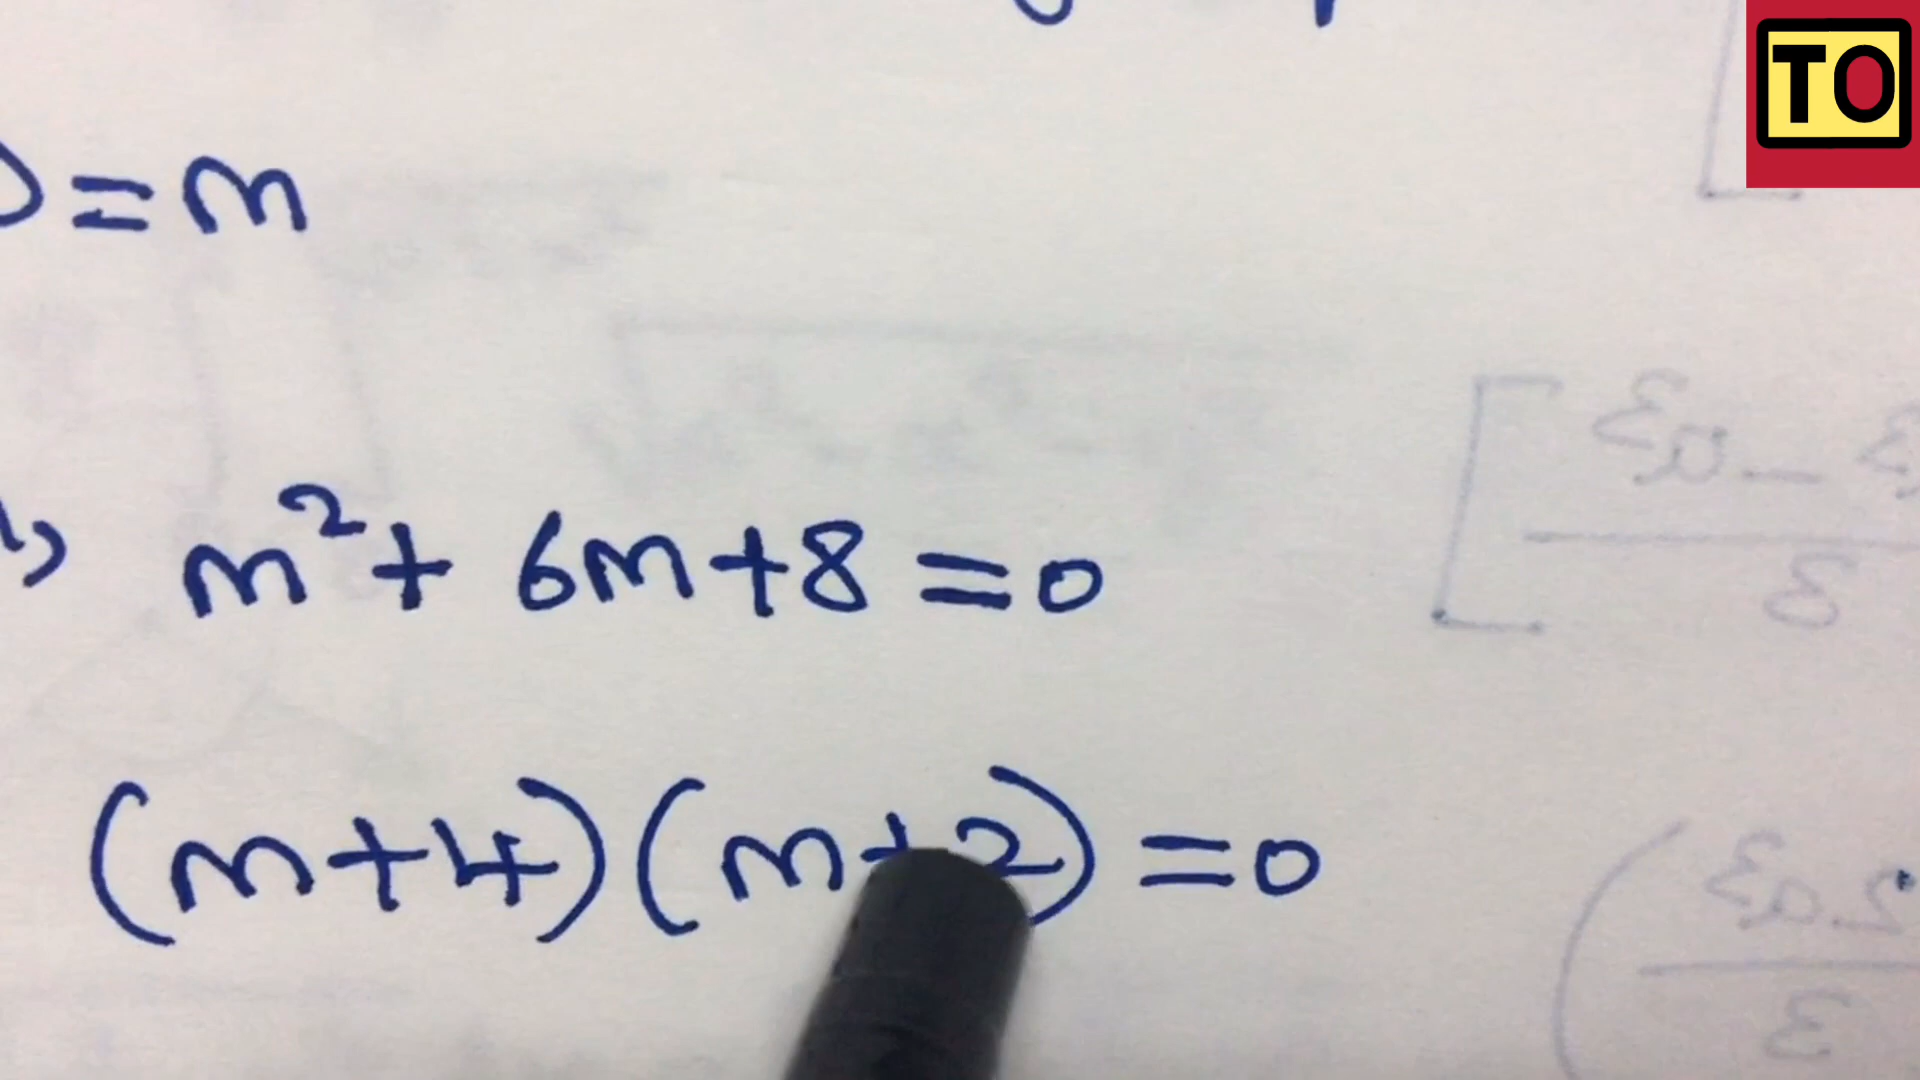 TO
D = m
m² + 6m + 8 = 0
(m+4)(m+2) = 0